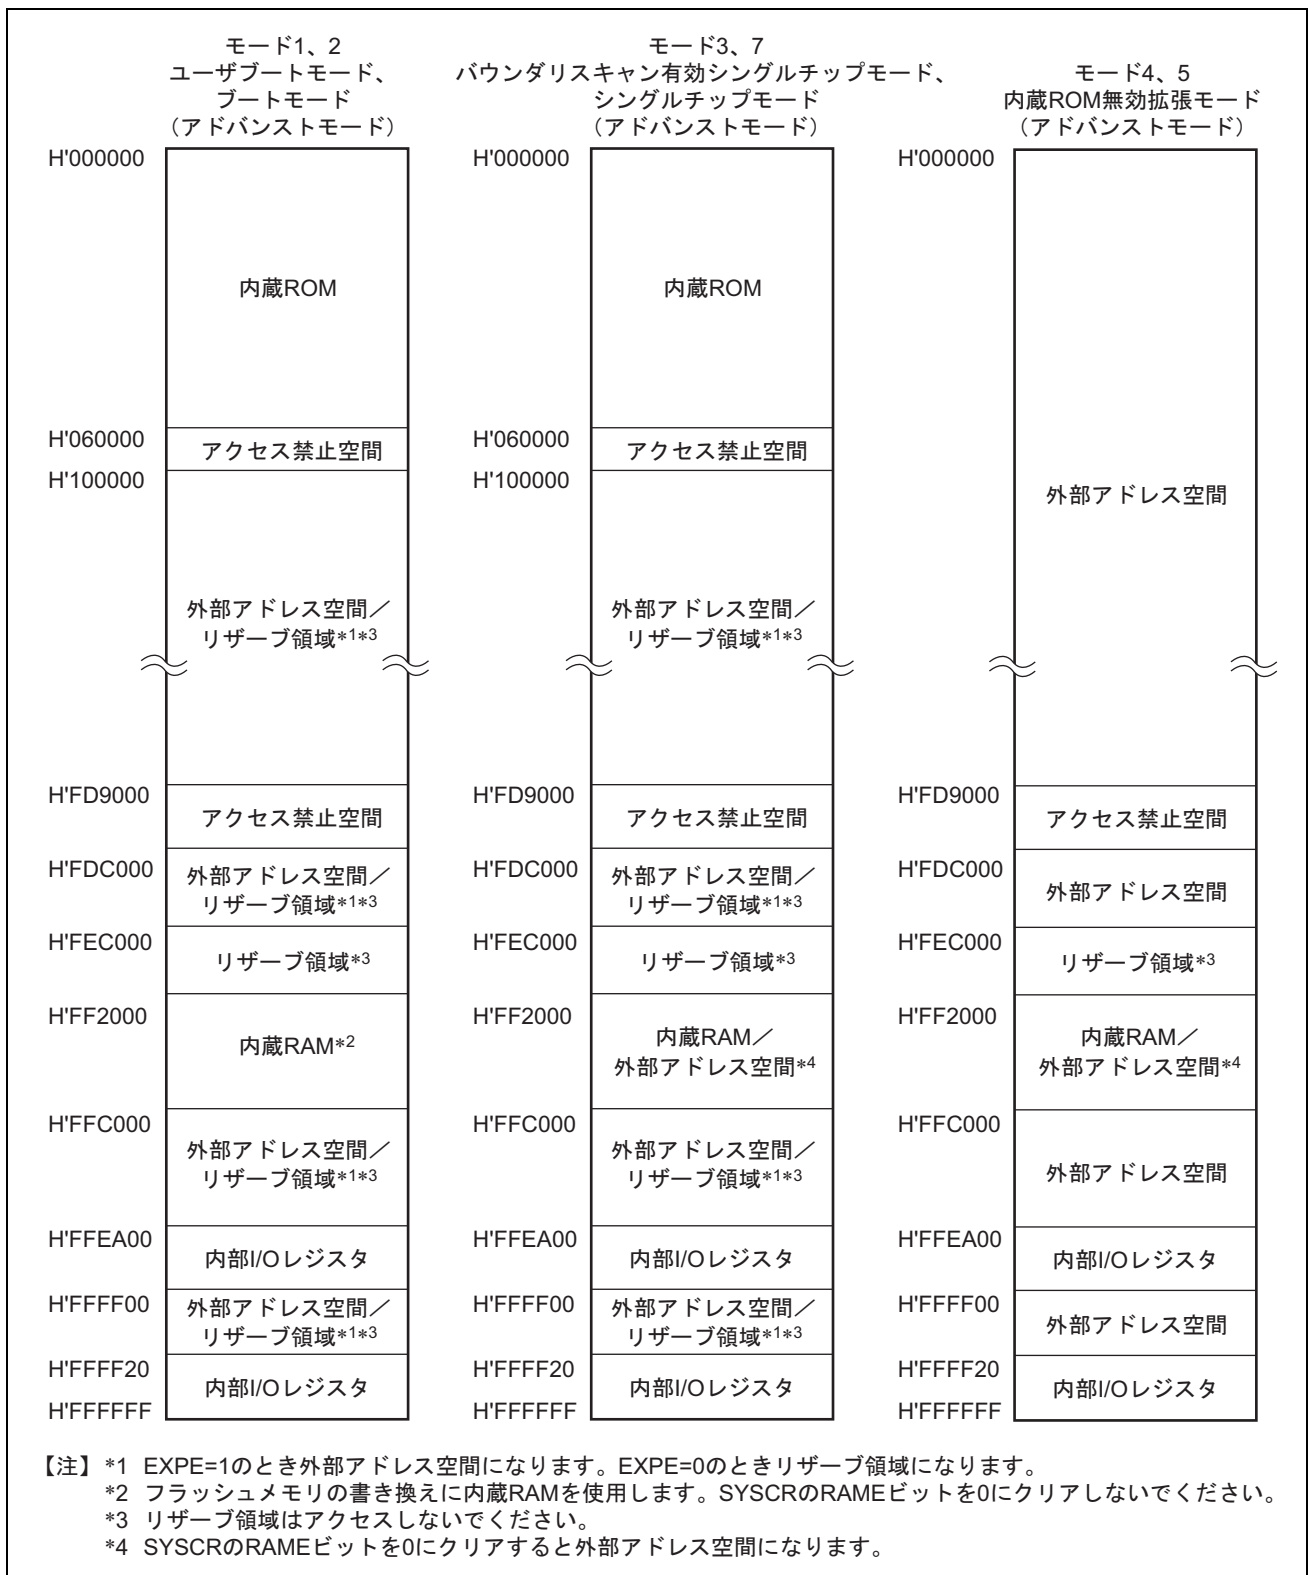 モード1、2
ユーザブートモード、
ブートモード
（アドバンストモード）
H'000000
内蔵ROM
H'060000
アクセス禁止空間
H'100000
外部アドレス空間／
リザーブ領域*1*3
H'FD9000
アクセス禁止空間
H'FDC000
外部アドレス空間／
リザーブ領域*1*3
H'FEC000
リザーブ領域*3
H'FF2000
内蔵RAM*2
H'FFC000
外部アドレス空間／
リザーブ領域*1*3
H'FFEA00
内部I/Oレジスタ
H'FFFF00
外部アドレス空間／
リザーブ領域*1*3
H'FFFF20
内部I/Oレジスタ
H'FFFFFF
モード3、7
バウンダリスキャン有効シングルチップモード、
シングルチップモード
（アドバンストモード）
H'000000
内蔵ROM
H'060000
アクセス禁止空間
H'100000
外部アドレス空間／
リザーブ領域*1*3
H'FD9000
アクセス禁止空間
H'FDC000
外部アドレス空間／
リザーブ領域*1*3
H'FEC000
リザーブ領域*3
H'FF2000
内蔵RAM／
外部アドレス空間*4
H'FFC000
外部アドレス空間／
リザーブ領域*1*3
H'FFEA00
内部I/Oレジスタ
H'FFFF00
外部アドレス空間／
リザーブ領域*1*3
H'FFFF20
内部I/Oレジスタ
H'FFFFFF
モード4、5
内蔵ROM無効拡張モード
（アドバンストモード）
H'000000
外部アドレス空間
H'FD9000
アクセス禁止空間
H'FDC000
外部アドレス空間
H'FEC000
リザーブ領域*3
H'FF2000
内蔵RAM／
外部アドレス空間*4
H'FFC000
外部アドレス空間
H'FFEA00
内部I/Oレジスタ
H'FFFF00
外部アドレス空間
H'FFFF20
内部I/Oレジスタ
H'FFFFFF
【注】 *1 EXPE=1のとき外部アドレス空間になります。EXPE=0のときリザーブ領域になります。
*2 フラッシュメモリの書き換えに内蔵RAMを使用します。SYSCRのRAMEビットを0にクリアしないでください。
*3 リザーブ領域はアクセスしないでください。
*4 SYSCRのRAMEビットを0にクリアすると外部アドレス空間になります。